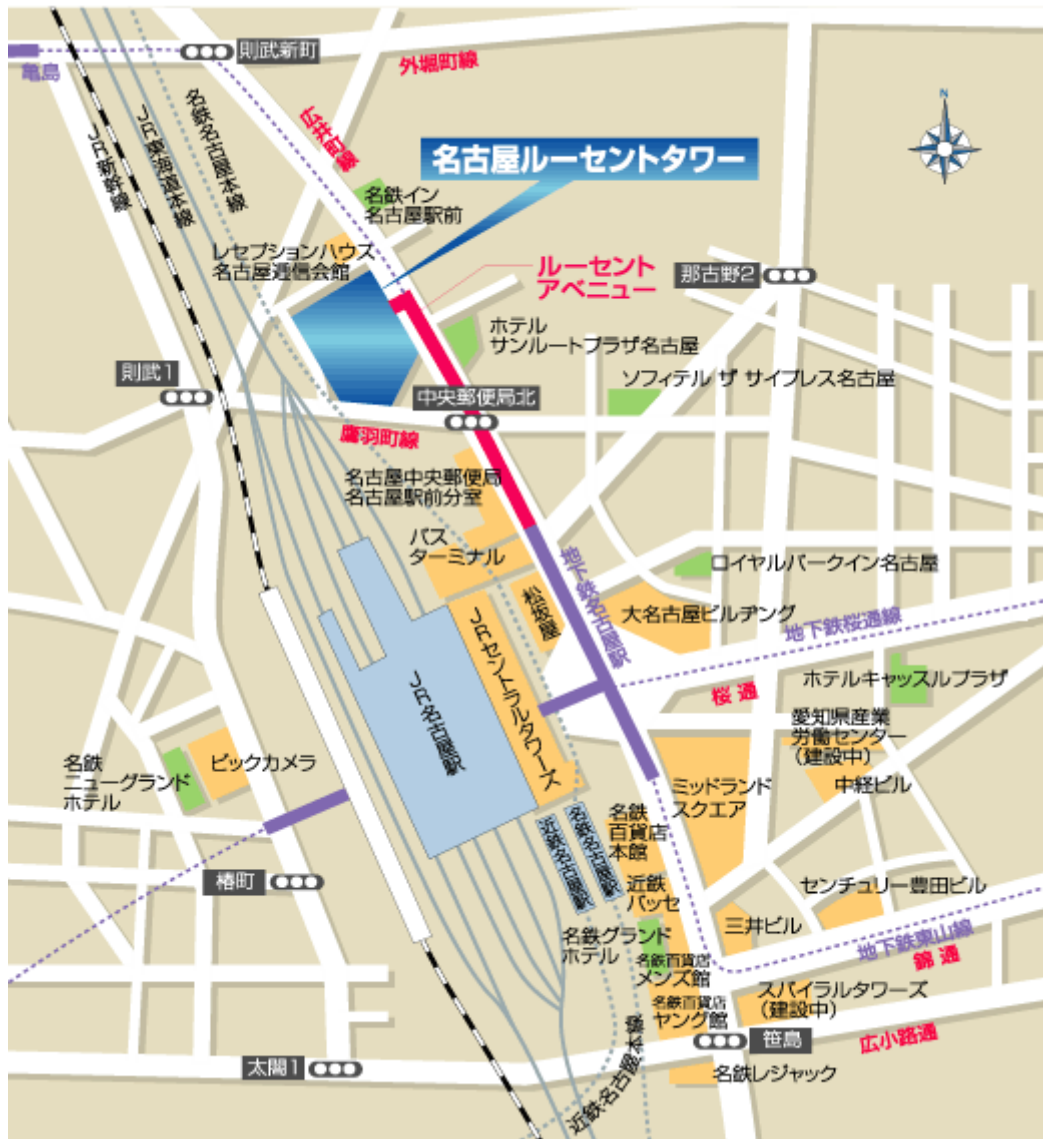 則武新町
外堀町線
亀島
名鉄名古屋本線
JR東海道本線
JR新幹線
広井町線
名古屋ルーセントタワー
N
名鉄イン
名古屋駅前
レセプションハウス
名古屋逓信会館
ルーセント
アベニュー
那古野2
ホテル
サンルートプラザ名古屋
則武1
ソフィテル ザ サイプレス名古屋
中央郵便局北
鷹羽町線
名古屋中央郵便局
名古屋駅前分室
バス
ターミナル
地下鉄名古屋駅
ロイヤルパークイン名古屋
松坂屋
大名古屋ビルヂング
地下鉄桜通線
JRセントラルタワーズ
JR名古屋駅
桜通
ホテルキャッスルプラザ
愛知県産業
労働センター
(建設中)
名鉄
ニューグランド
ホテル
ビックカメラ
ミッドランド
スクエア
中経ビル
名鉄
百貨店
本館
名鉄名古屋駅
近鉄名古屋駅
椿町
近鉄
パッセ
センチュリー豊田ビル
三井ビル
名鉄グランド
ホテル
地下鉄東山線
錦通
名鉄百貨店
メンズ館
スパイラルタワーズ
(建設中)
名鉄百貨店
ヤング館
笹島
広小路通
太閤1
名鉄レジャック
近鉄名古屋本線